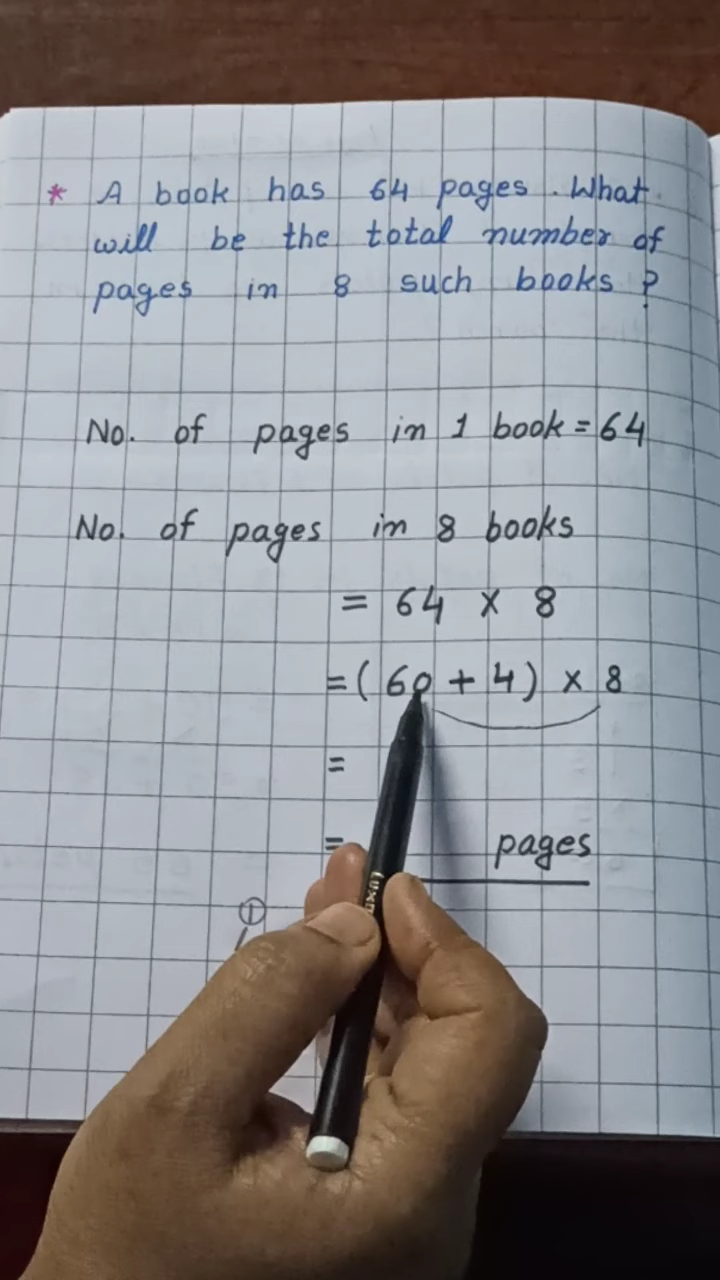 * A book has 64 pages. What
will be the total number of
pages in 8 such books?
No. of pages in 1 book = 64
No. of pages in 8 books
= 64 × 8
= (60 + 4) × 8
=
= pages
①